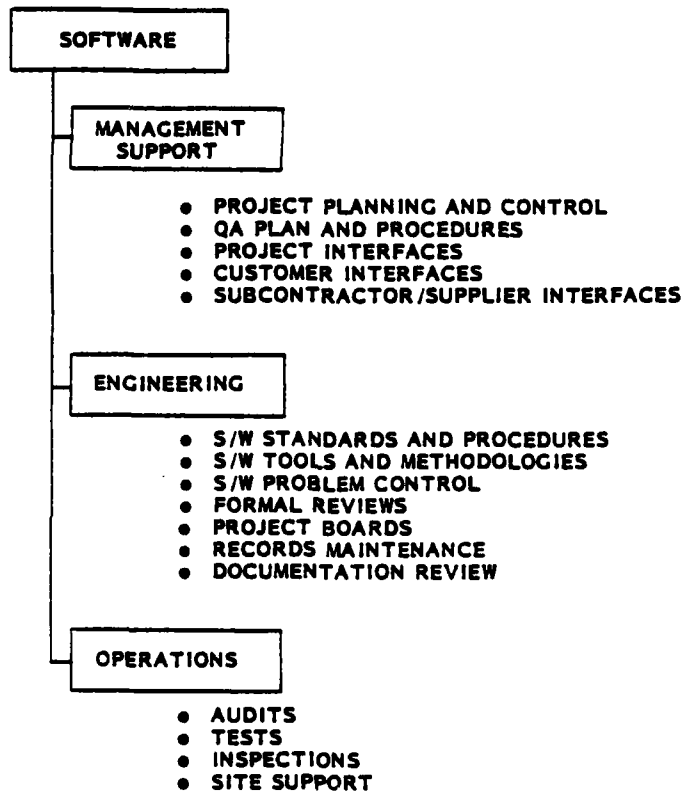 SOFTWARE
MANAGEMENT
SUPPORT
● PROJECT PLANNING AND CONTROL
● QA PLAN AND PROCEDURES
● PROJECT INTERFACES
● CUSTOMER INTERFACES
● SUBCONTRACTOR/SUPPLIER INTERFACES
ENGINEERING
● S/W STANDARDS AND PROCEDURES
● S/W TOOLS AND METHODOLOGIES
● S/W PROBLEM CONTROL
● FORMAL REVIEWS
● PROJECT BOARDS
● RECORDS MAINTENANCE
● DOCUMENTATION REVIEW
OPERATIONS
● AUDITS
● TESTS
● INSPECTIONS
● SITE SUPPORT